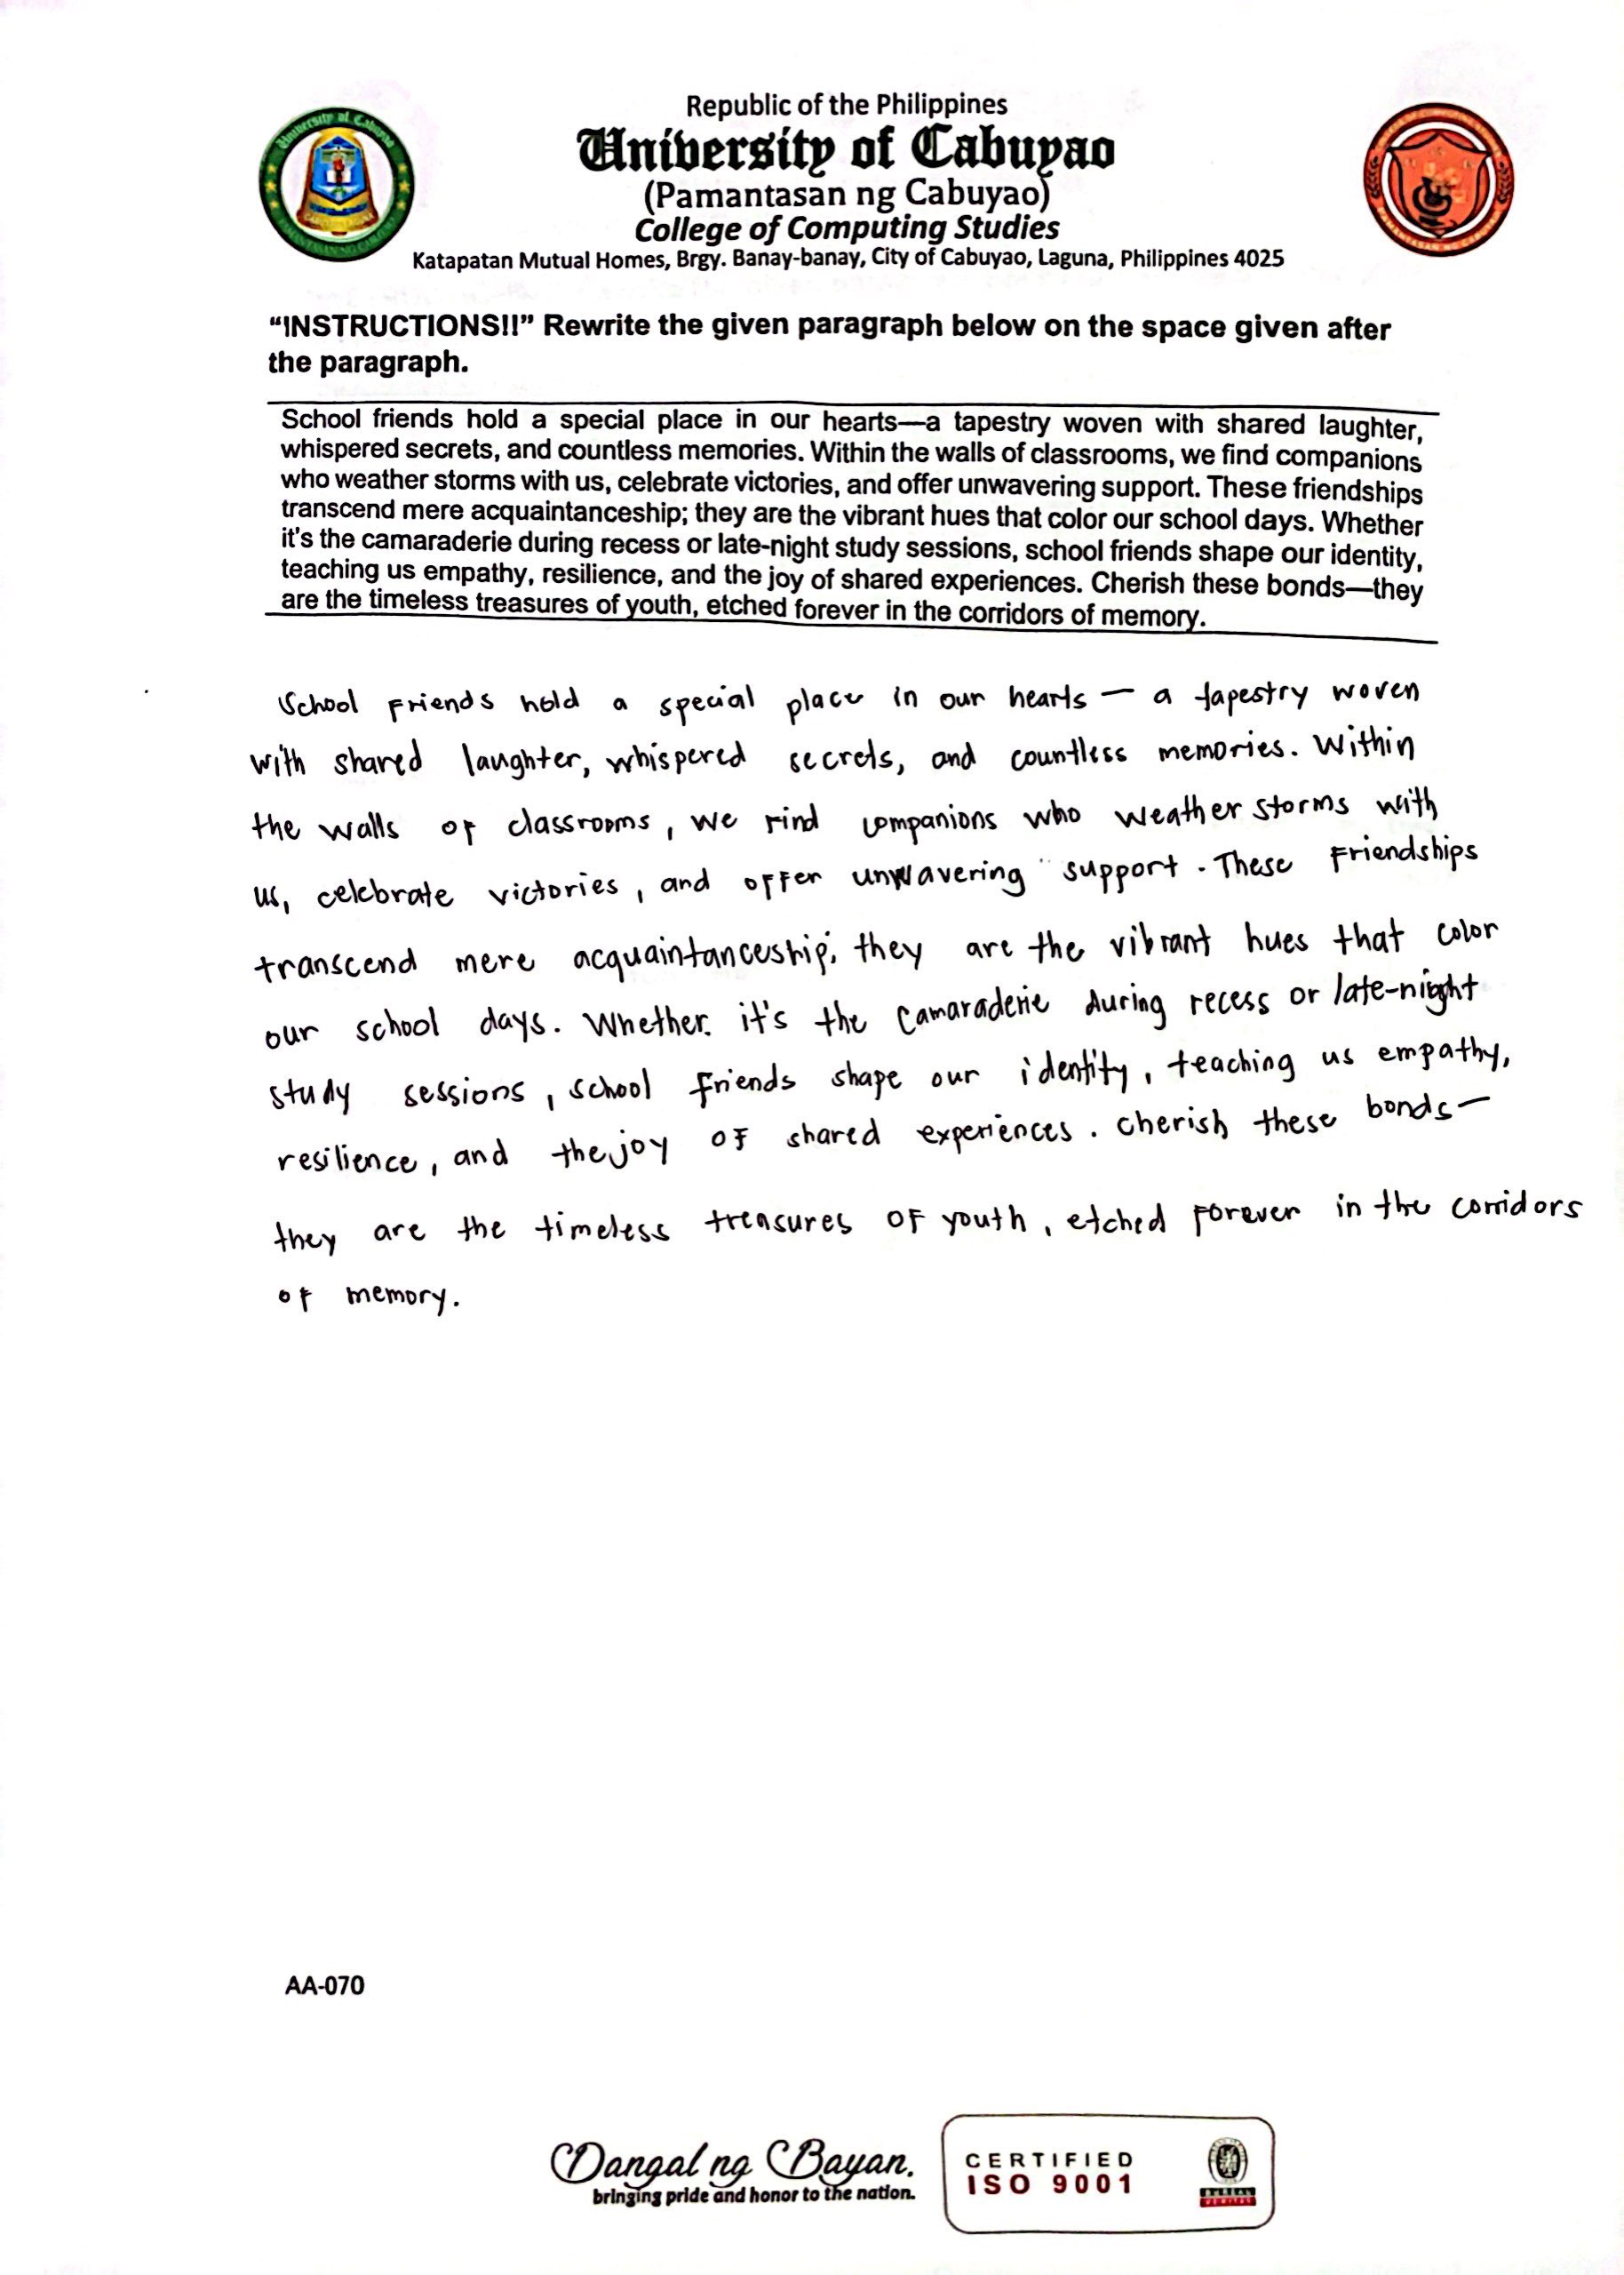 Republic of the Philippines
University of Cabuyao
(Pamantasan ng Cabuyao)
College of Computing Studies
Katapatan Mutual Homes, Brgy. Banay-banay, City of Cabuyao, Laguna, Philippines 4025
“INSTRUCTIONS!!” Rewrite the given paragraph below on the space given after
the paragraph.
School friends hold a special place in our hearts—a tapestry woven with shared laughter,
whispered secrets, and countless memories. Within the walls of classrooms, we find companions
who weather storms with us, celebrate victories, and offer unwavering support. These friendships
transcend mere acquaintanceship; they are the vibrant hues that color our school days. Whether
it's the camaraderie during recess or late-night study sessions, school friends shape our identity,
teaching us empathy, resilience, and the joy of shared experiences. Cherish these bonds—they
are the timeless treasures of youth, etched forever in the corridors of memory.
School friends hold a special place in our hearts — a tapestry woven
with shared laughter, whispered secrets, and countless memories. Within
the walls of classrooms, we find companions who weather storms with
us, celebrate victories, and offer unwavering support. These friendships
transcend mere acquaintanceship; they are the vibrant hues that color
our school days. Whether it's the camaraderie during recess or late-night
study sessions, school friends shape our identity, teaching us empathy,
resilience, and the joy of shared experiences. Cherish these bonds—
they are the timeless treasures of youth, etched forever in the corridors
of memory.
AA-070
Dangal ng Bayan.
bringing pride and honor to the nation.
CERTIFIED
ISO 9001
BUREAU
VERITAS